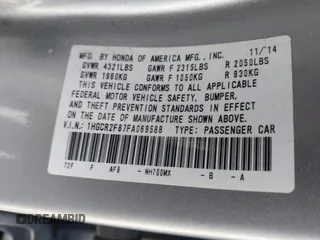 MFD. BY HONDA OF AMERICA MFG., INC. 11/14
GVWR 4321LBS GAWR F 2315LBS R 2050LBS
GVWR 1960KG GAWR F 1050KG R 930KG
THIS VEHICLE CONFORMS TO ALL APPLICABLE
FEDERAL MOTOR VEHICLE SAFETY, BUMPER,
AND THEFT PREVENTION STANDARDS IN EFFECT
ON THE DATE OF MANUFACTURE SHOWN ABOVE.
V.I.N.: 1HGCR2F87FA089588 TYPE: PASSENGER CAR
12F F AF8 - NH700MX - B - A
DREAMBID